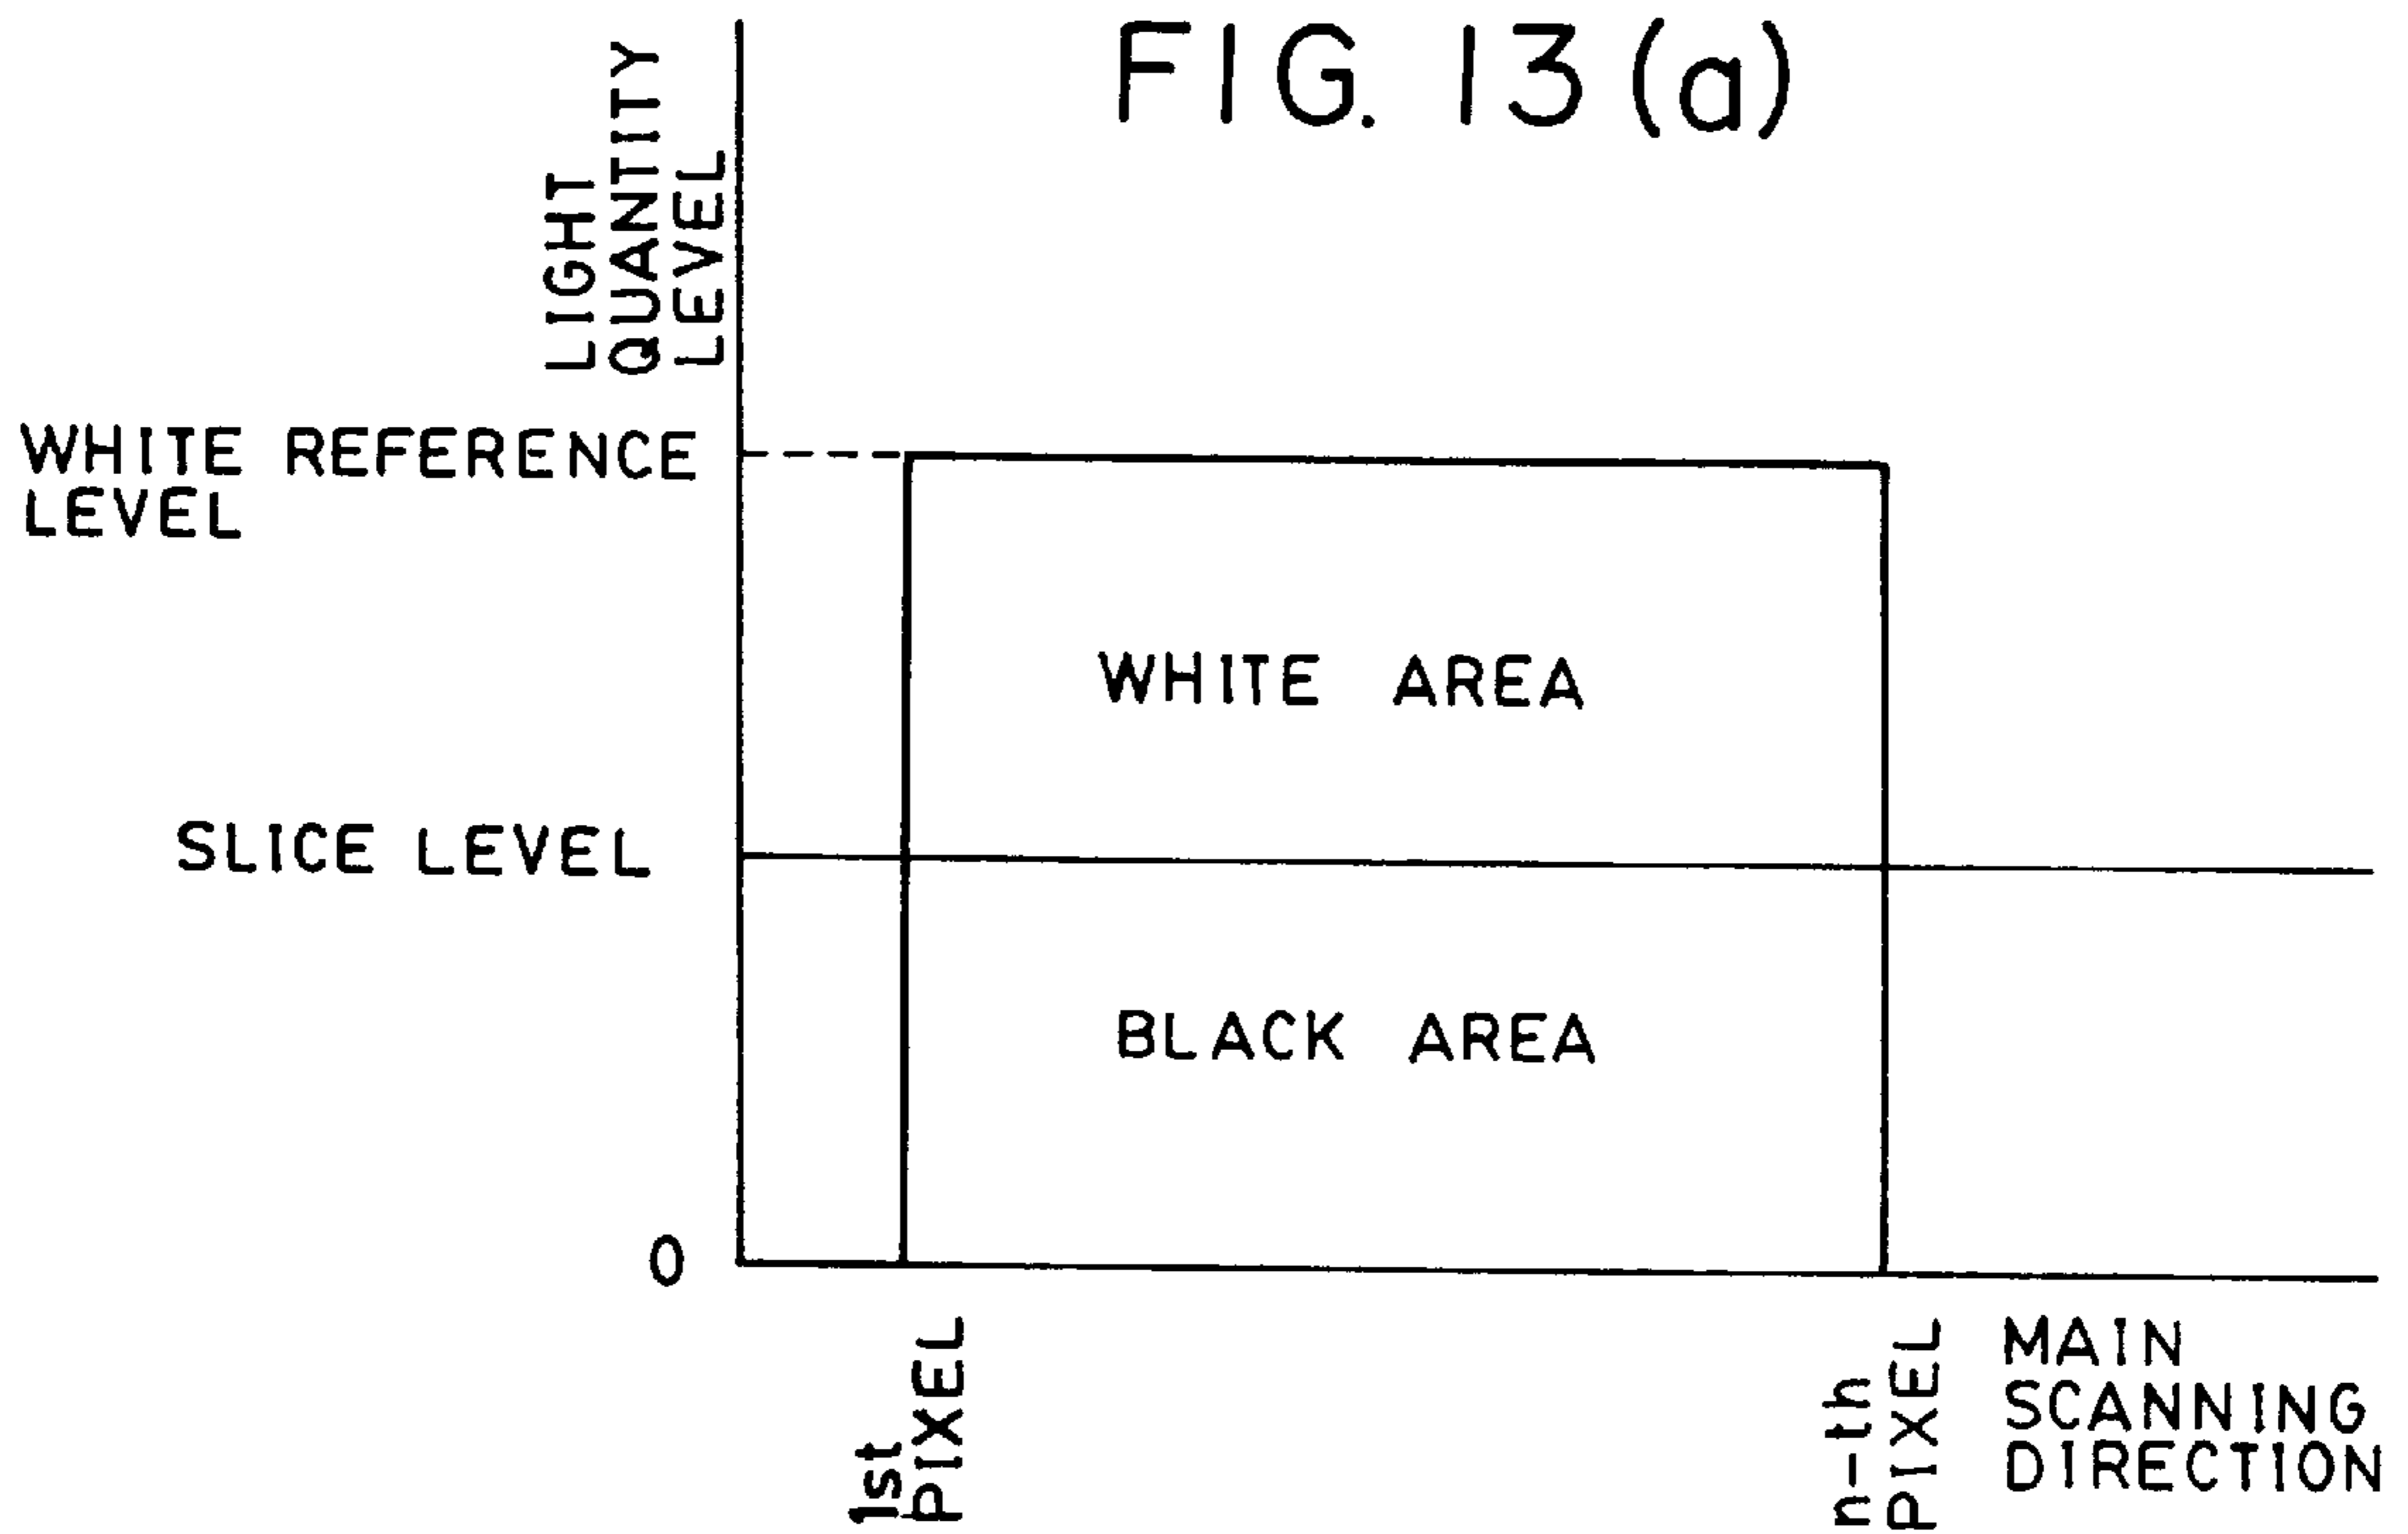 FIG. 13 (a)
LIGHT
QUANTITY
LEVEL
WHITE REFERENCE
LEVEL
WHITE AREA
SLICE LEVEL
BLACK AREA
0
1st
PIXEL
n-th
PIXEL
MAIN
SCANNING
DIRECTION